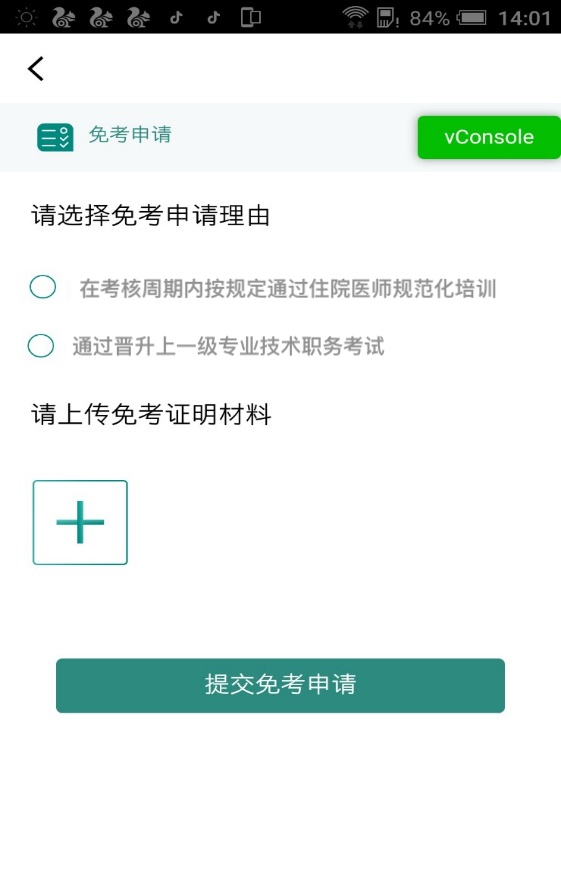 84% 14:01
免考申请
vConsole
请选择免考申请理由
在考核周期内按规定通过住院医师规范化培训
通过晋升上一级专业技术职务考试
请上传免考证明材料
提交免考申请